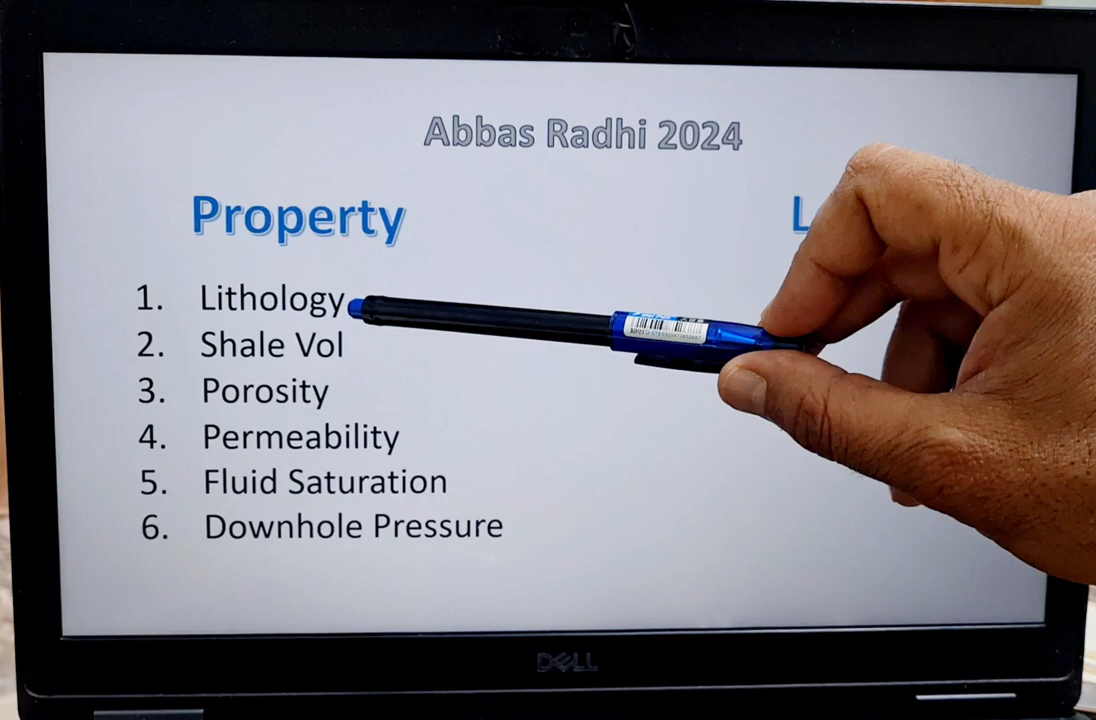 Abbas Radhi 2024
Property
L
1. Lithology
2. Shale Vol
3. Porosity
4. Permeability
5. Fluid Saturation
6. Downhole Pressure
DELL